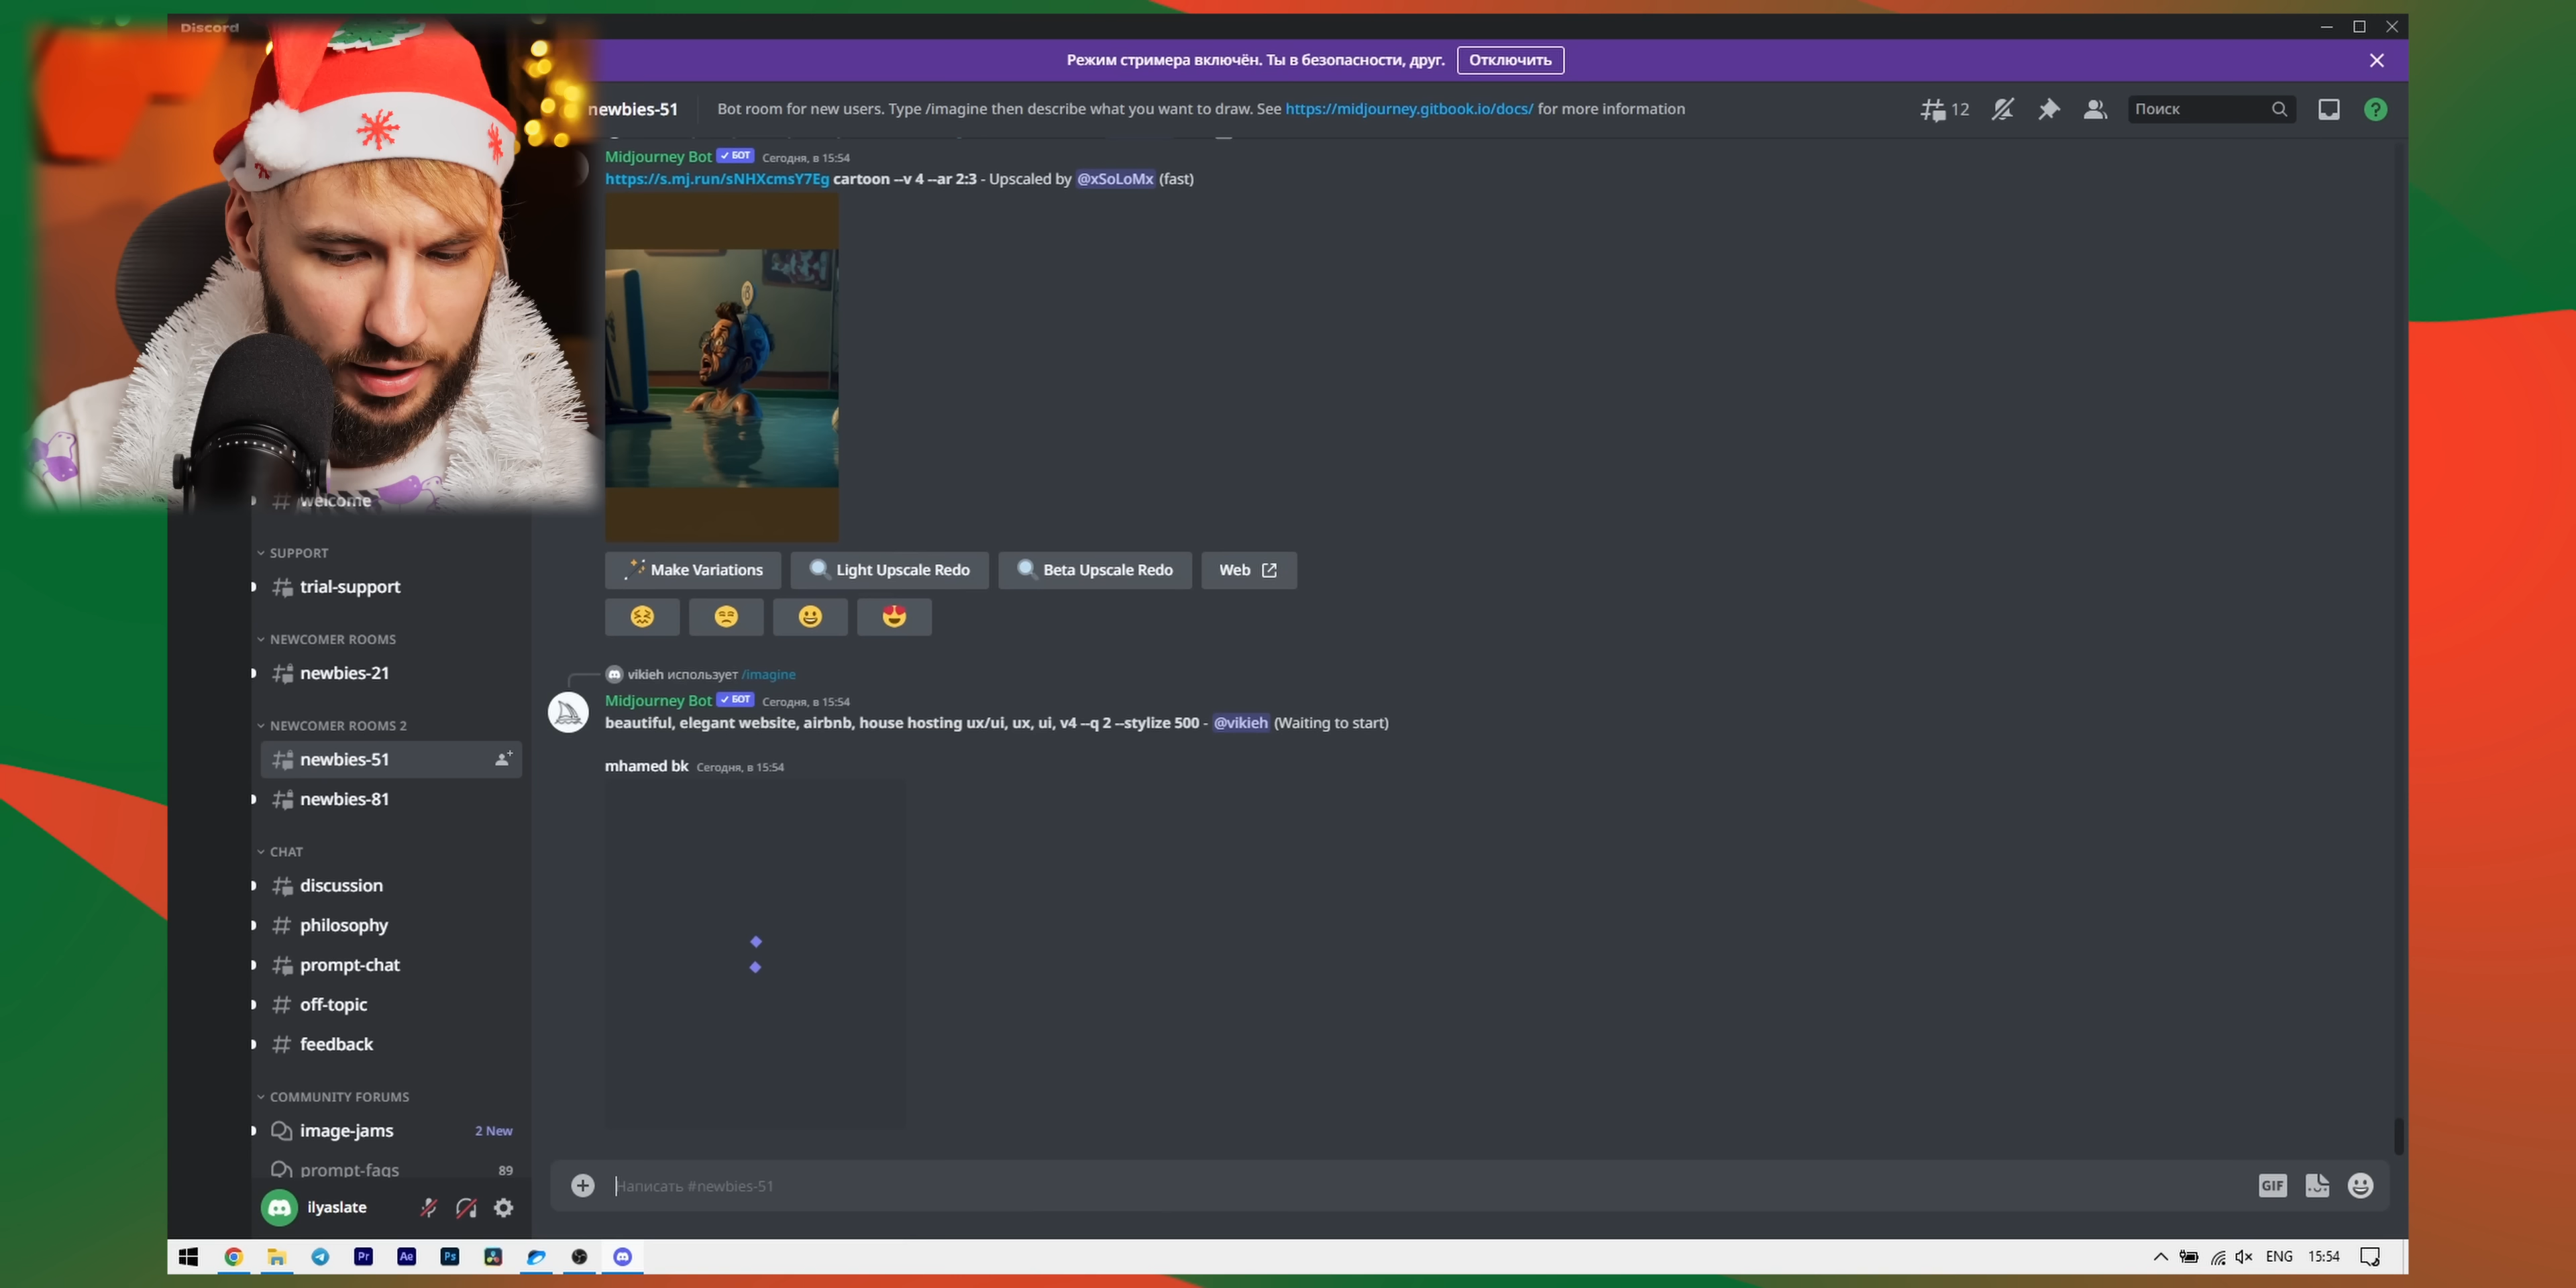 Discord
Режим стримера включён. Ты в безопасности, друг. Отключить
newbies-51 Bot room for new users. Type /imagine then describe what you want to draw. See https://midjourney.gitbook.io/docs/ for more information 12 Поиск
Midjourney Bot БОТ Сегодня, в 15:54
https://s.mj.run/sNHXcmsY7Eg cartoon --v 4 --ar 2:3 - Upscaled by @xSoLoMx (fast)
Make Variations Light Upscale Redo Beta Upscale Redo Web
vikieh использует /imagine
Midjourney Bot БОТ Сегодня, в 15:54
beautiful, elegant website, airbnb, house hosting ux/ui, ux, ui, v4 --q 2 --stylize 500 - @vikieh (Waiting to start)
mhamed bk Сегодня, в 15:54
welcome
SUPPORT
trial-support
NEWCOMER ROOMS
newbies-21
NEWCOMER ROOMS 2
newbies-51
newbies-81
CHAT
discussion
philosophy
prompt-chat
off-topic
feedback
COMMUNITY FORUMS
image-jams 2 New
prompt-faqs 89
ilyaslate
Написать #newbies-51
GIF
Pr Ae Ps
ENG 15:54